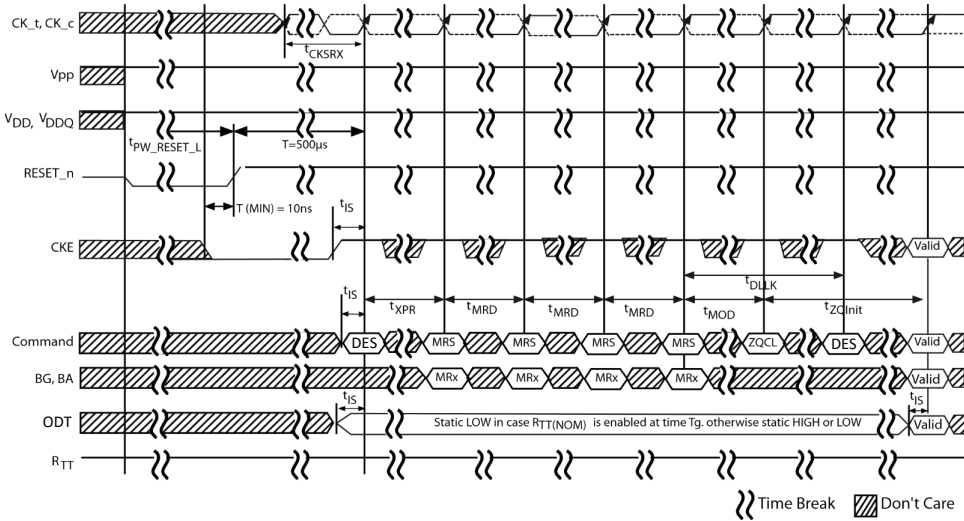 CK_t, CK_c
tCKSRX
Vpp
VDD, VDDQ
tPW_RESET_L
T=500µs
RESET_n
T (MIN) = 10ns
tIS
CKE
Valid
tDLLK
tIS
tXPR
tMRD
tMRD
tMRD
tMOD
tZQInit
Command
DES
MRS
MRS
MRS
MRS
ZQCL
DES
Valid
BG, BA
MRx
MRx
MRx
MRx
Valid
tIS
tIS
ODT
Static LOW in case RTT(NOM) is enabled at time Tg. otherwise static HIGH or LOW
Valid
RTT
Time Break
Don't Care